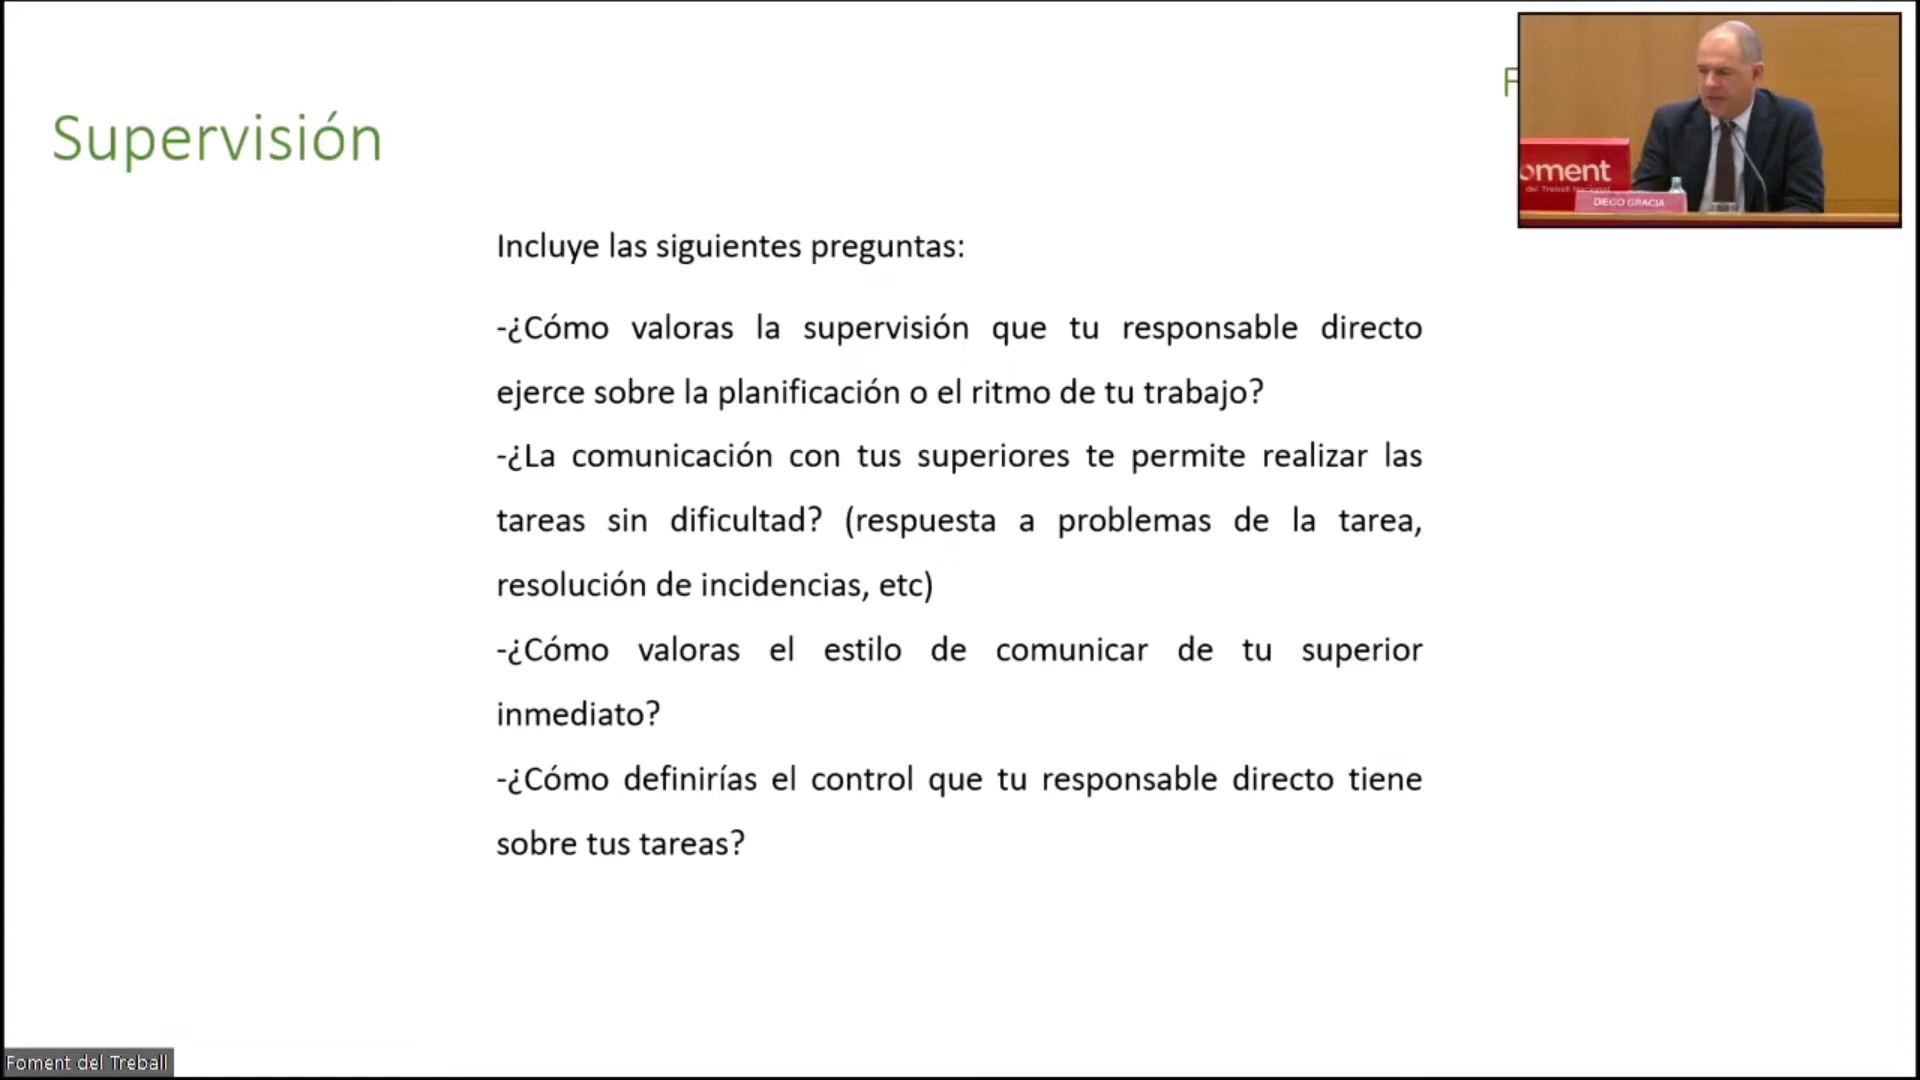 Supervisión
F
oment
del Treball Nacional
DIEGO GRACIA
Incluye las siguientes preguntas:
-¿Cómo valoras la supervisión que tu responsable directo
ejerce sobre la planificación o el ritmo de tu trabajo?
-¿La comunicación con tus superiores te permite realizar las
tareas sin dificultad? (respuesta a problemas de la tarea,
resolución de incidencias, etc)
-¿Cómo valoras el estilo de comunicar de tu superior
inmediato?
-¿Cómo definirías el control que tu responsable directo tiene
sobre tus tareas?
Foment del Treball